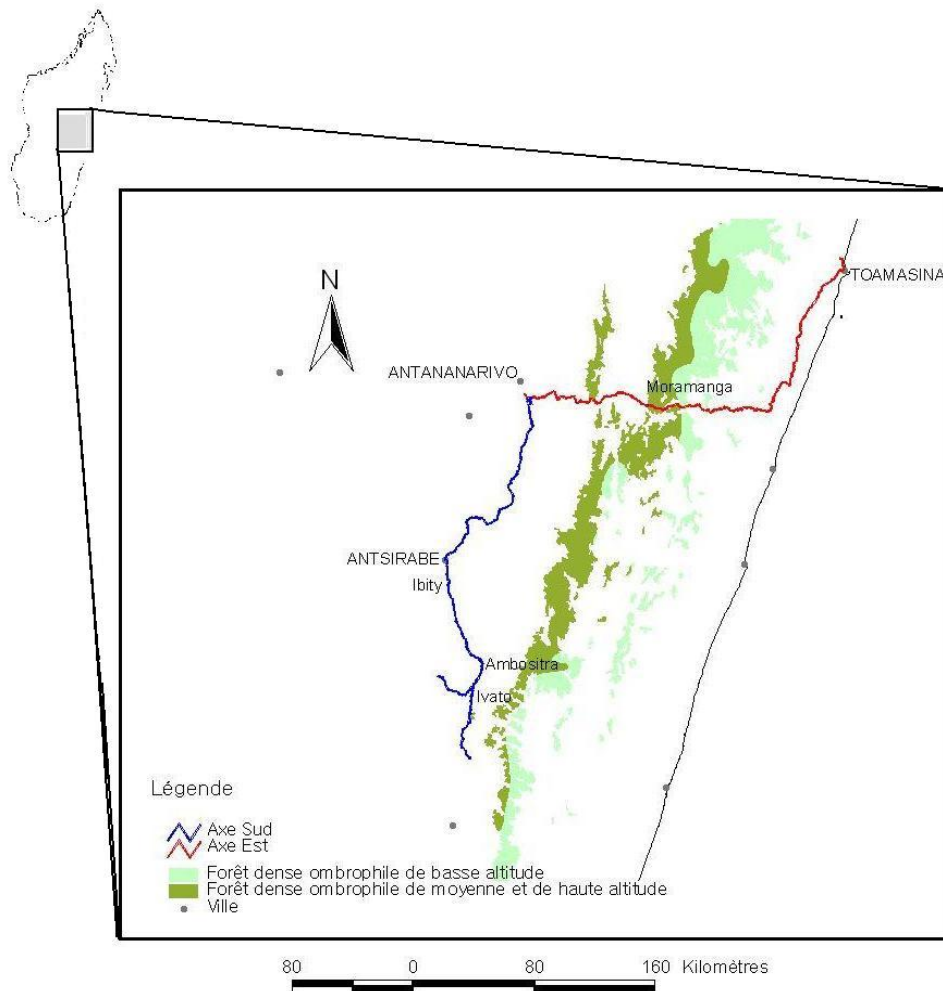 N
TOAMASINA
ANTANANARIVO
Moramanga
ANTSIRABE
Ibity
Ambositra
Ivato
Légende
Axe Sud
Axe Est
Forêt dense ombrophile de basse altitude
Forêt dense ombrophile de moyenne et de haute altitude
Ville
80 0 80 160 Kilomètres